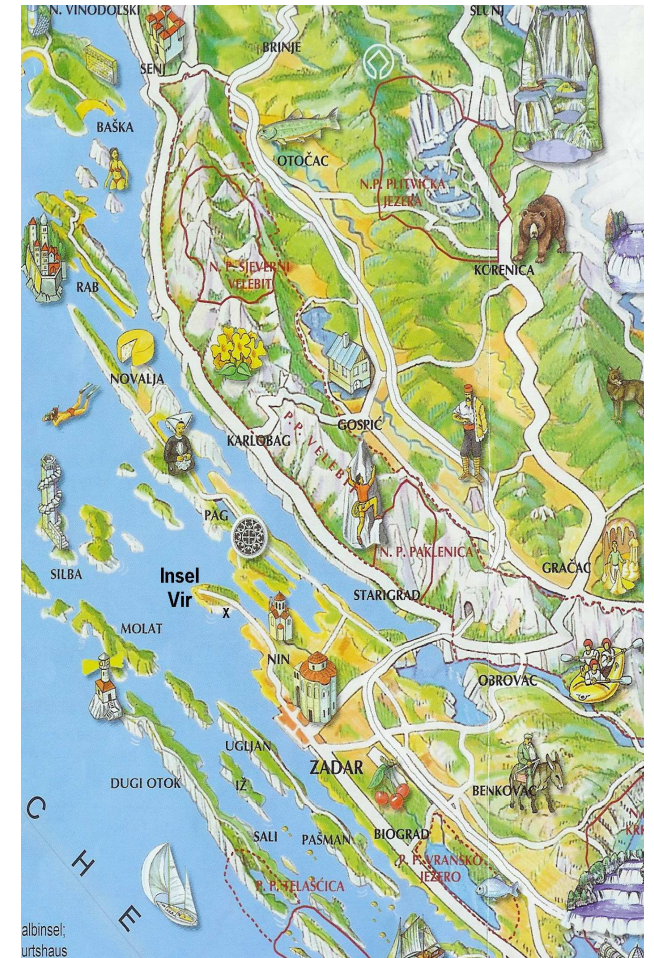 N. VINODOLSKI
SLUNJ
BRINJE
SENJ
BAŠKA
OTOČAC
N.P. PLITVIČKA
JEZERA
N. P. SJEVERNI
VELEBIT
KORENICA
RAB
NOVALJA
KARLOBAG
GOSPIĆ
P.P. VELEBIT
PAG
N. P. PAKLENICA
SILBA
Insel
Vir
x
STARIGRAD
GRAČAC
MOLAT
NIN
OBROVAC
UGLJAN
ZADAR
DUGI OTOK
IŽ
BENKOVAC
SALI
PAŠMAN
BIOGRAD
P. P. VRANSKO
JEZERO
P. P. TELAŠĆICA
N
KRK
C H E
albinsel;
urtshaus